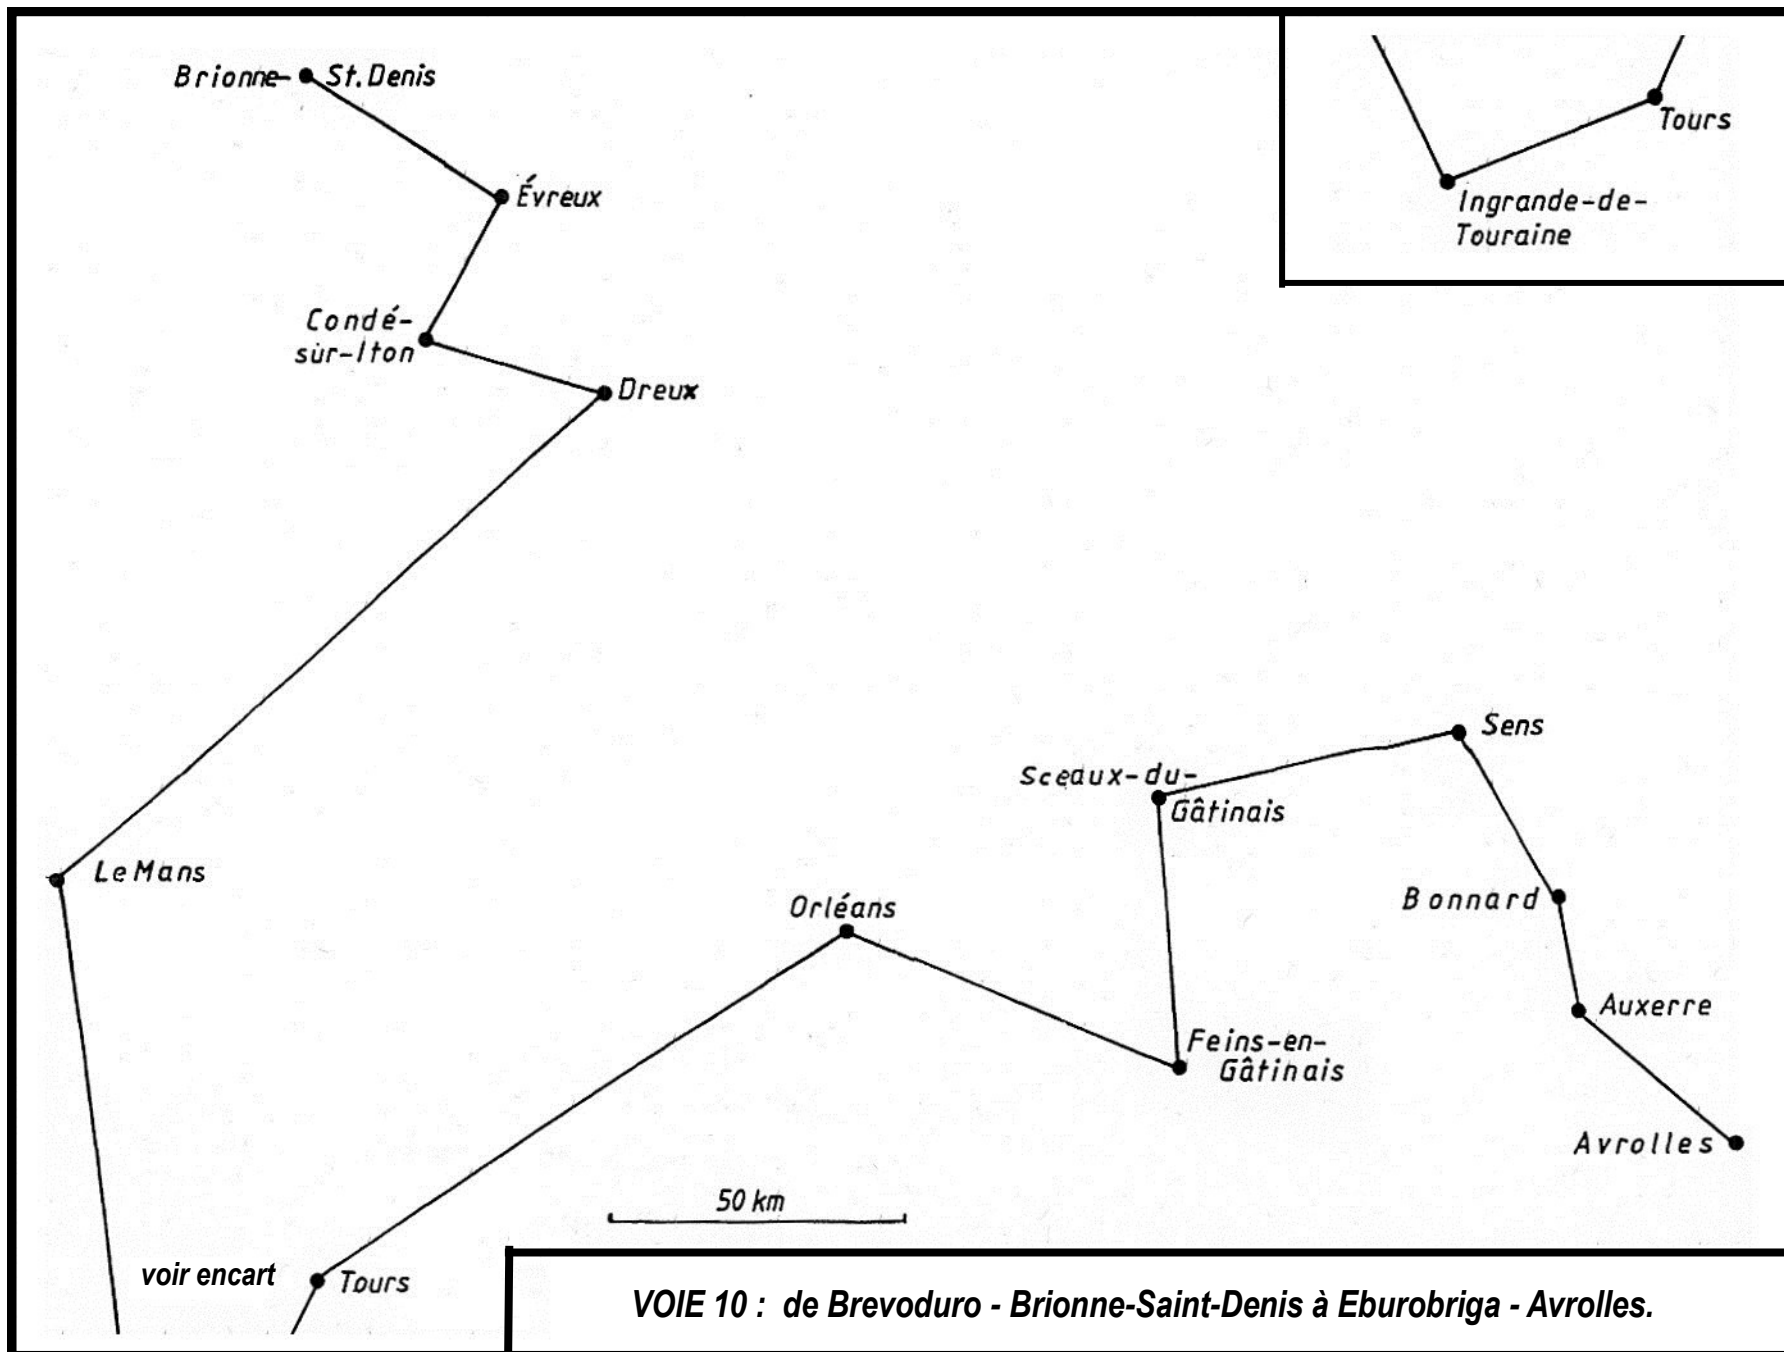 Brionne- St. Denis
Évreux
Condé-
sur-Iton
Dreux
Tours
Ingrande-de-
Touraine
Sens
Sceaux-du-
Gâtinais
Le Mans
Orléans
Bonnard
Auxerre
Feins-en-
Gâtinais
Avrolles
50 km
voir encart
Tours
VOIE 10 : de Brevoduro - Brionne-Saint-Denis à Eburobriga - Avrolles.